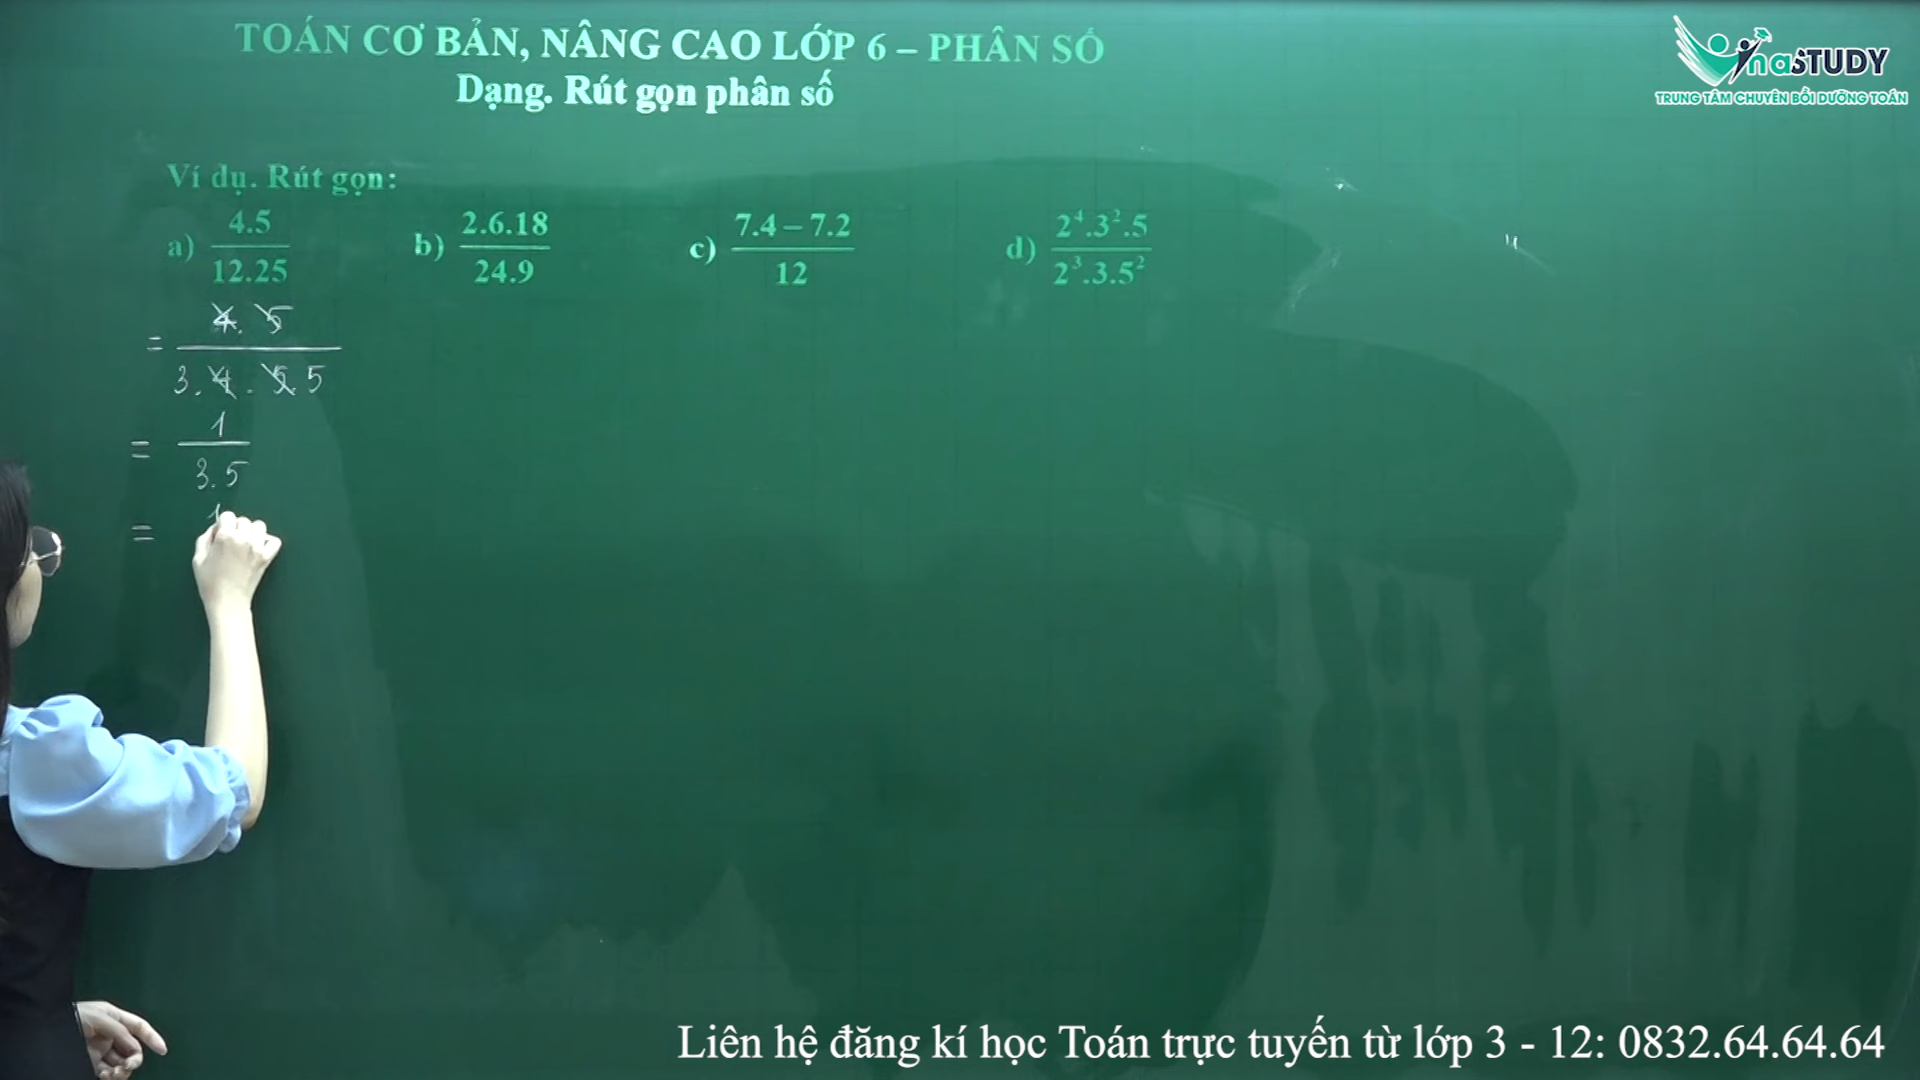 TOÁN CƠ BẢN, NÂNG CAO LỚP 6 – PHÂN SỐ
Dạng. Rút gọn phân số
VinaSTUDY
TRUNG TÂM CHUYÊN BỒI DƯỠNG TOÁN
Ví dụ. Rút gọn:
a) 4.5 / 12.25
b) 2.6.18 / 24.9
c) 7.4 – 7.2 / 12
d) 2⁴.3².5 / 2³.3.5²
= 4. 5 / 3.4.5.5
= 1 / 3.5
= 1
Liên hệ đăng kí học Toán trực tuyến từ lớp 3 - 12: 0832.64.64.64